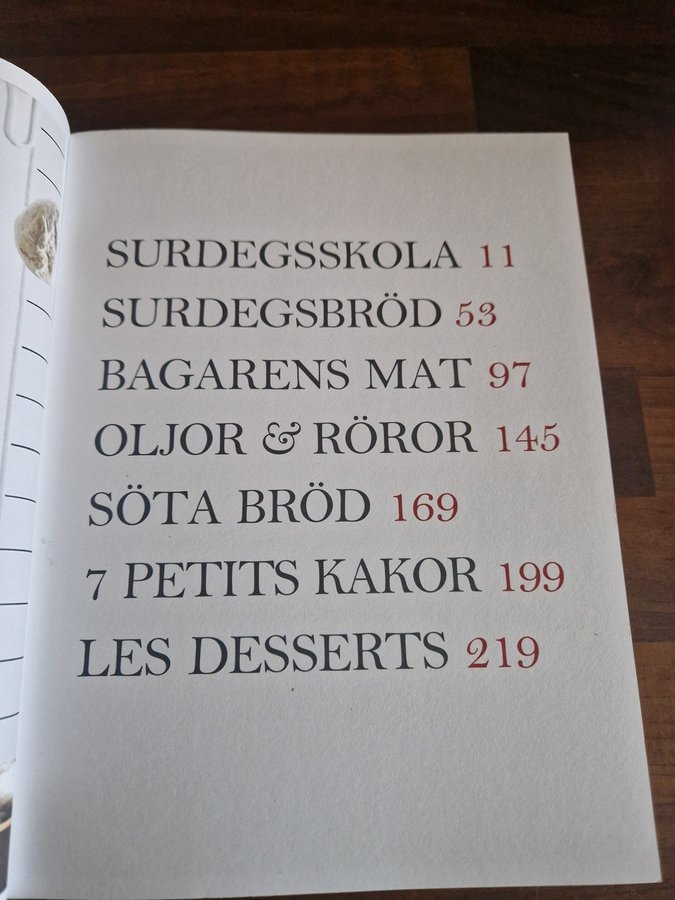 SURDEGSSKOLA 11
SURDEGSBRÖD 53
BAGARENS MAT 97
OLJOR & RÖROR 145
SÖTA BRÖD 169
7 PETITS KAKOR 199
LES DESSERTS 219